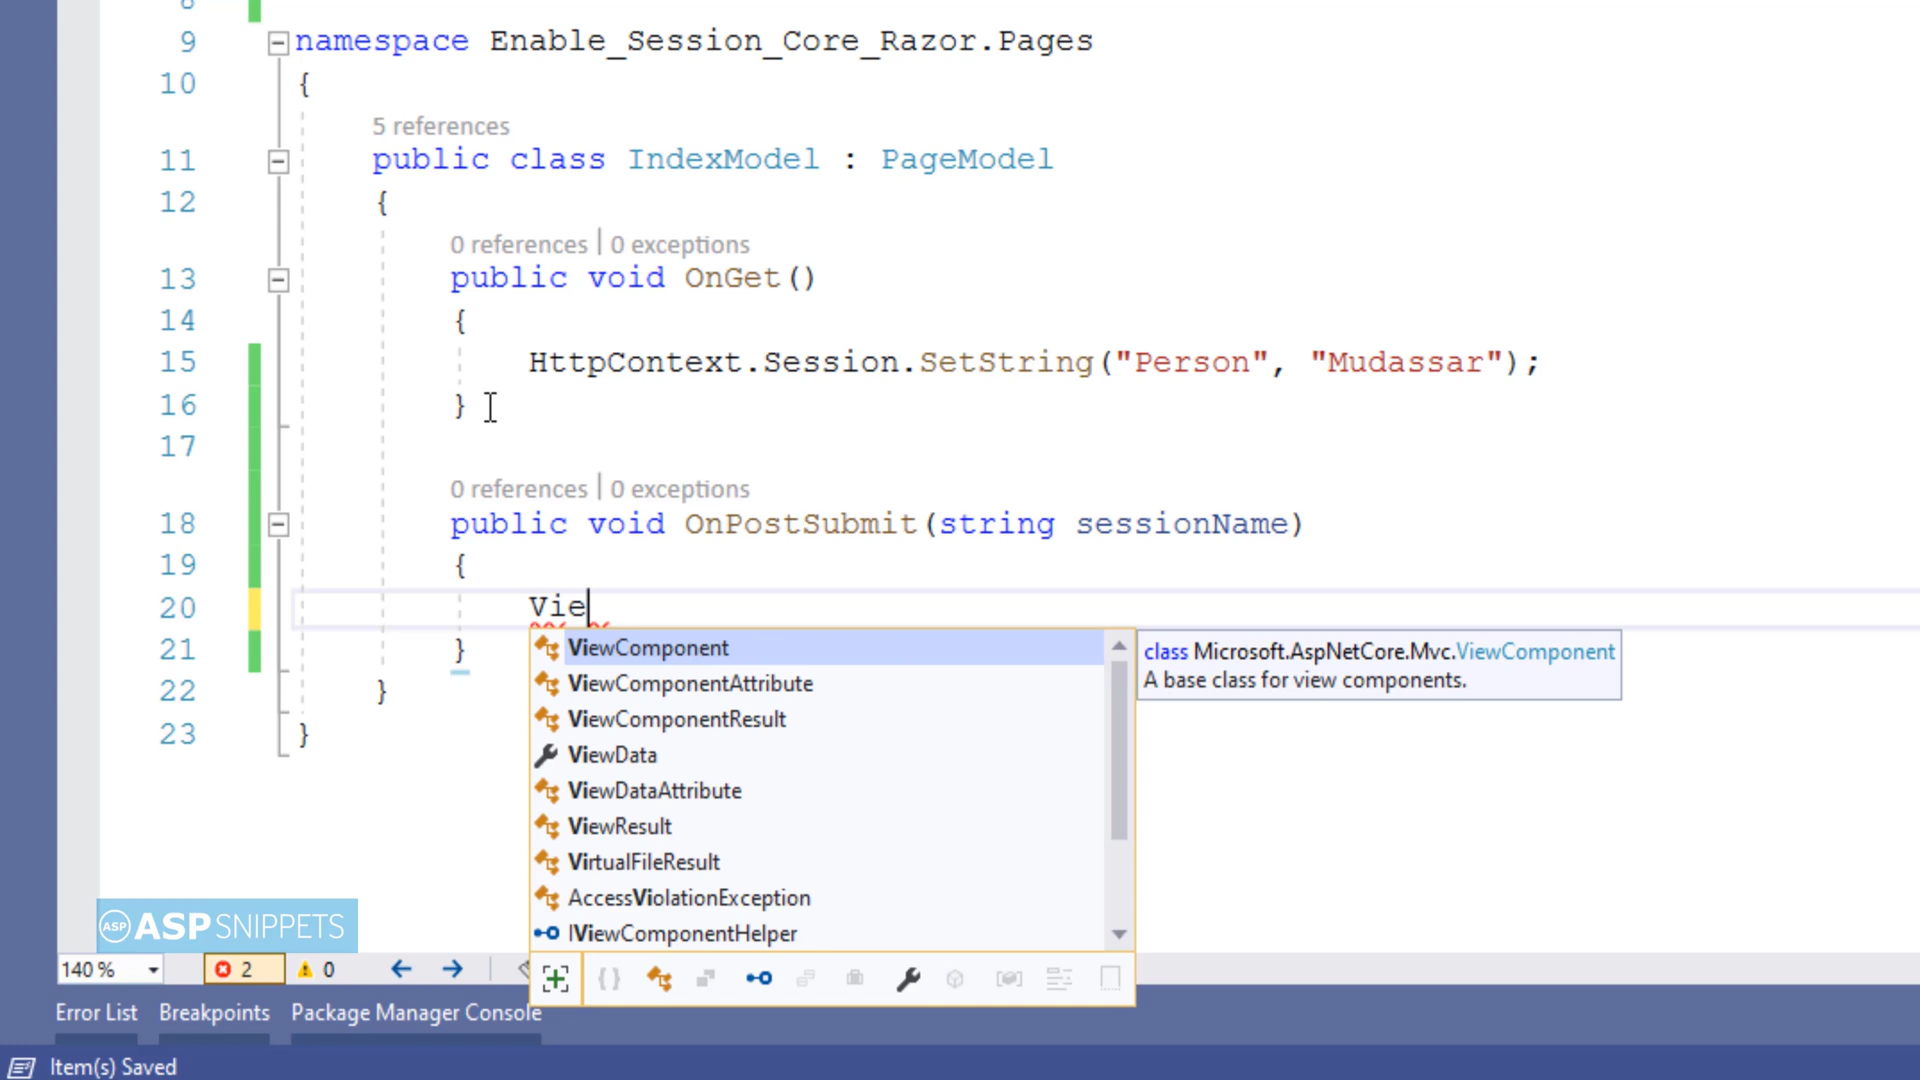 8
9 namespace Enable_Session_Core_Razor.Pages
10 {
5 references
11 public class IndexModel : PageModel
12 {
0 references | 0 exceptions
13 public void OnGet()
14 {
15 HttpContext.Session.SetString("Person", "Mudassar");
16 }
17
0 references | 0 exceptions
18 public void OnPostSubmit(string sessionName)
19 {
20 Vie
21 }
22 }
23 }
ViewComponent
ViewComponentAttribute
ViewComponentResult
ViewData
ViewDataAttribute
ViewResult
VirtualFileResult
AccessViolationException
IViewComponentHelper
class Microsoft.AspNetCore.Mvc.ViewComponent
A base class for view components.
ASP ASPSNIPPETS
140 % 2 0
Error List Breakpoints Package Manager Console
Item(s) Saved